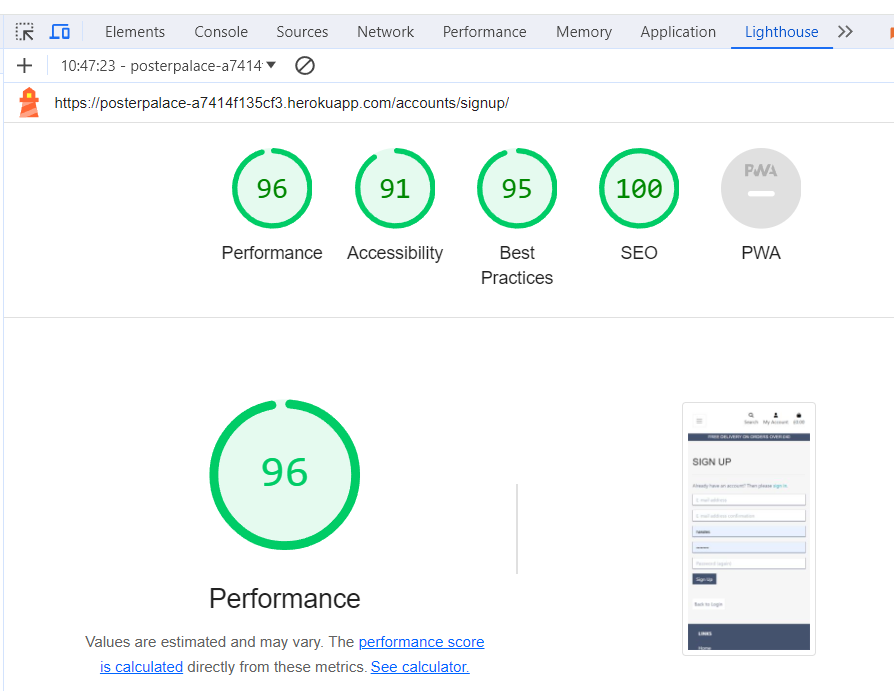 Elements Console Sources Network Performance Memory Application Lighthouse
10:47:23 - posterpalace-a7414
https://posterpalace-a7414f135cf3.herokuapp.com/accounts/signup/
96 91 95 100 PWA
Performance Accessibility Best Practices SEO PWA
96
Performance
Values are estimated and may vary. The performance score
is calculated directly from these metrics. See calculator.
Search My Account £0.00
FREE DELIVERY ON ORDERS OVER £40
SIGN UP
Already have an account? Then please sign in.
E-mail address
E-mail address confirmation
Password (again)
Sign Up
Back to Login
LINKS
Home